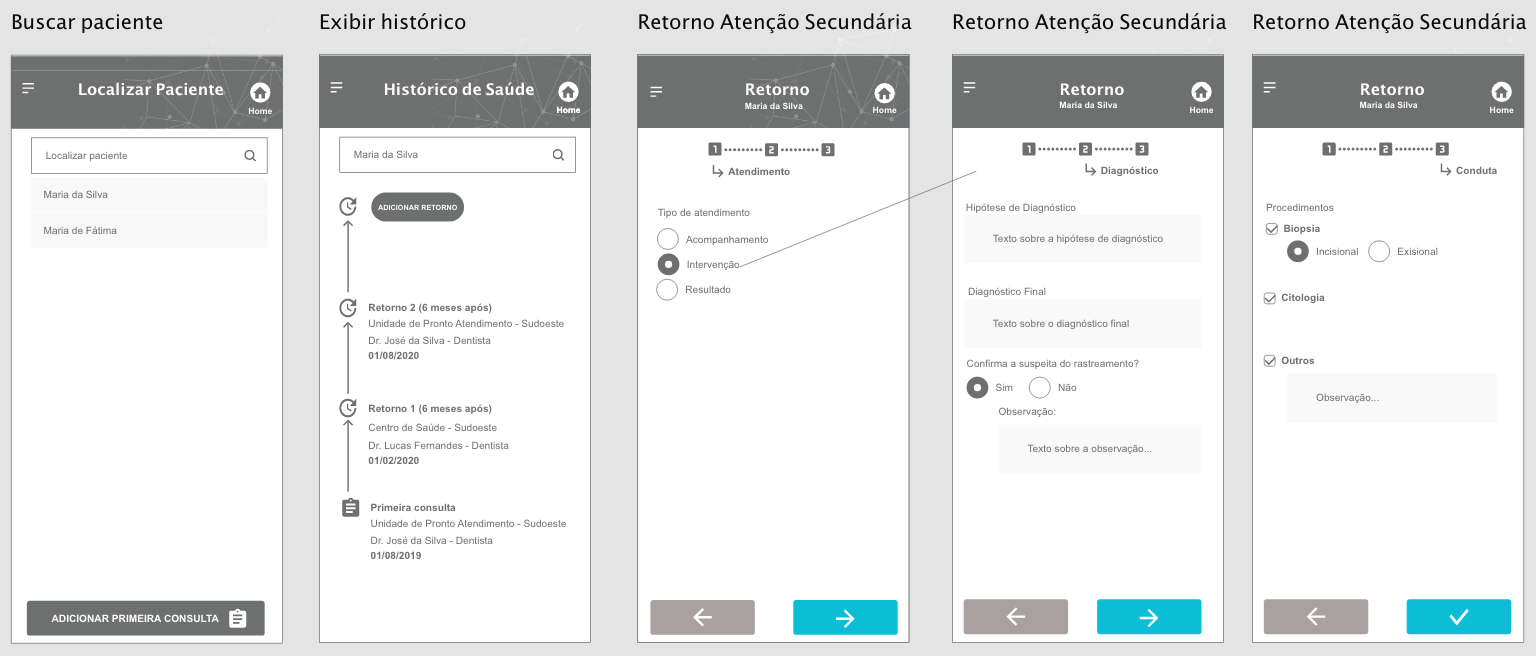 Buscar paciente
Localizar Paciente
Home
Localizar paciente
Maria da Silva
Maria de Fátima
ADICIONAR PRIMEIRA CONSULTA
Exibir histórico
Histórico de Saúde
Home
Maria da Silva
ADICIONAR RETORNO
Retorno 2 (6 meses após)
Unidade de Pronto Atendimento - Sudoeste
Dr. José da Silva - Dentista
01/08/2020
Retorno 1 (6 meses após)
Centro de Saúde - Sudoeste
Dr. Lucas Fernandes - Dentista
01/02/2020
Primeira consulta
Unidade de Pronto Atendimento - Sudoeste
Dr. José da Silva - Dentista
01/08/2019
Retorno Atenção Secundária
Retorno
Maria da Silva
Home
1 2 3
Atendimento
Tipo de atendimento
Acompanhamento
Intervenção
Resultado
Retorno Atenção Secundária
Retorno
Maria da Silva
Home
1 2 3
Diagnóstico
Hipótese de Diagnóstico
Texto sobre a hipótese de diagnóstico
Diagnóstico Final
Texto sobre o diagnóstico final
Confirma a suspeita do rastreamento?
Sim Não
Observação:
Texto sobre a observação...
Retorno Atenção Secundária
Retorno
Maria da Silva
Home
1 2 3
Conduta
Procedimentos
Biopsia
Incisional Exisional
Citologia
Outros
Observação...